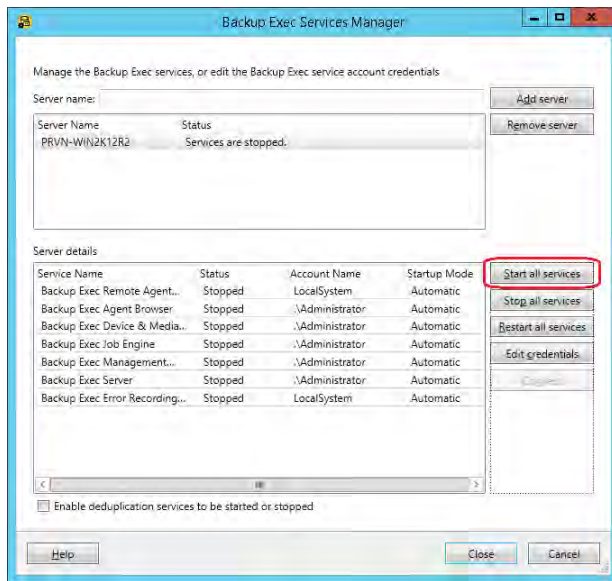 Backup Exec Services Manager
Manage the Backup Exec services, or edit the Backup Exec service account credentials
Server name:
Add server
Server Name Status
Remove server
PRVN-WIN2K12R2 Services are stopped.
Server details
Service Name Status Account Name Startup Mode
Start all services
Backup Exec Remote Agent... Stopped LocalSystem Automatic
Stop all services
Backup Exec Agent Browser Stopped .\Administrator Automatic
Backup Exec Device & Media... Stopped .\Administrator Automatic
Restart all services
Backup Exec Job Engine Stopped .\Administrator Automatic
Edit credentials
Backup Exec Management... Stopped .\Administrator Automatic
Backup Exec Server Stopped .\Administrator Automatic
Backup Exec Error Recording... Stopped LocalSystem Automatic
Enable deduplication services to be started or stopped
Help
Close
Cancel